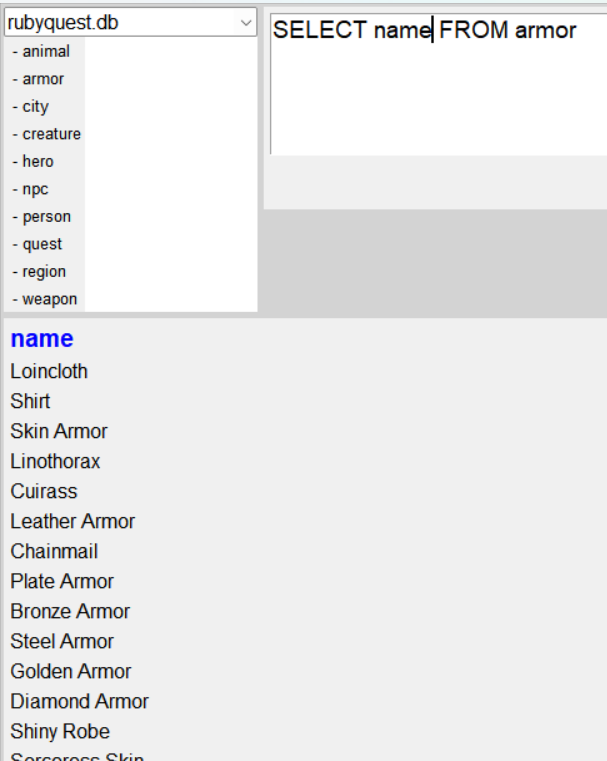 rubyquest.db
- animal
- armor
- city
- creature
- hero
- npc
- person
- quest
- region
- weapon
SELECT name FROM armor
name
Loincloth
Shirt
Skin Armor
Linothorax
Cuirass
Leather Armor
Chainmail
Plate Armor
Bronze Armor
Steel Armor
Golden Armor
Diamond Armor
Shiny Robe
Sorceress Skin